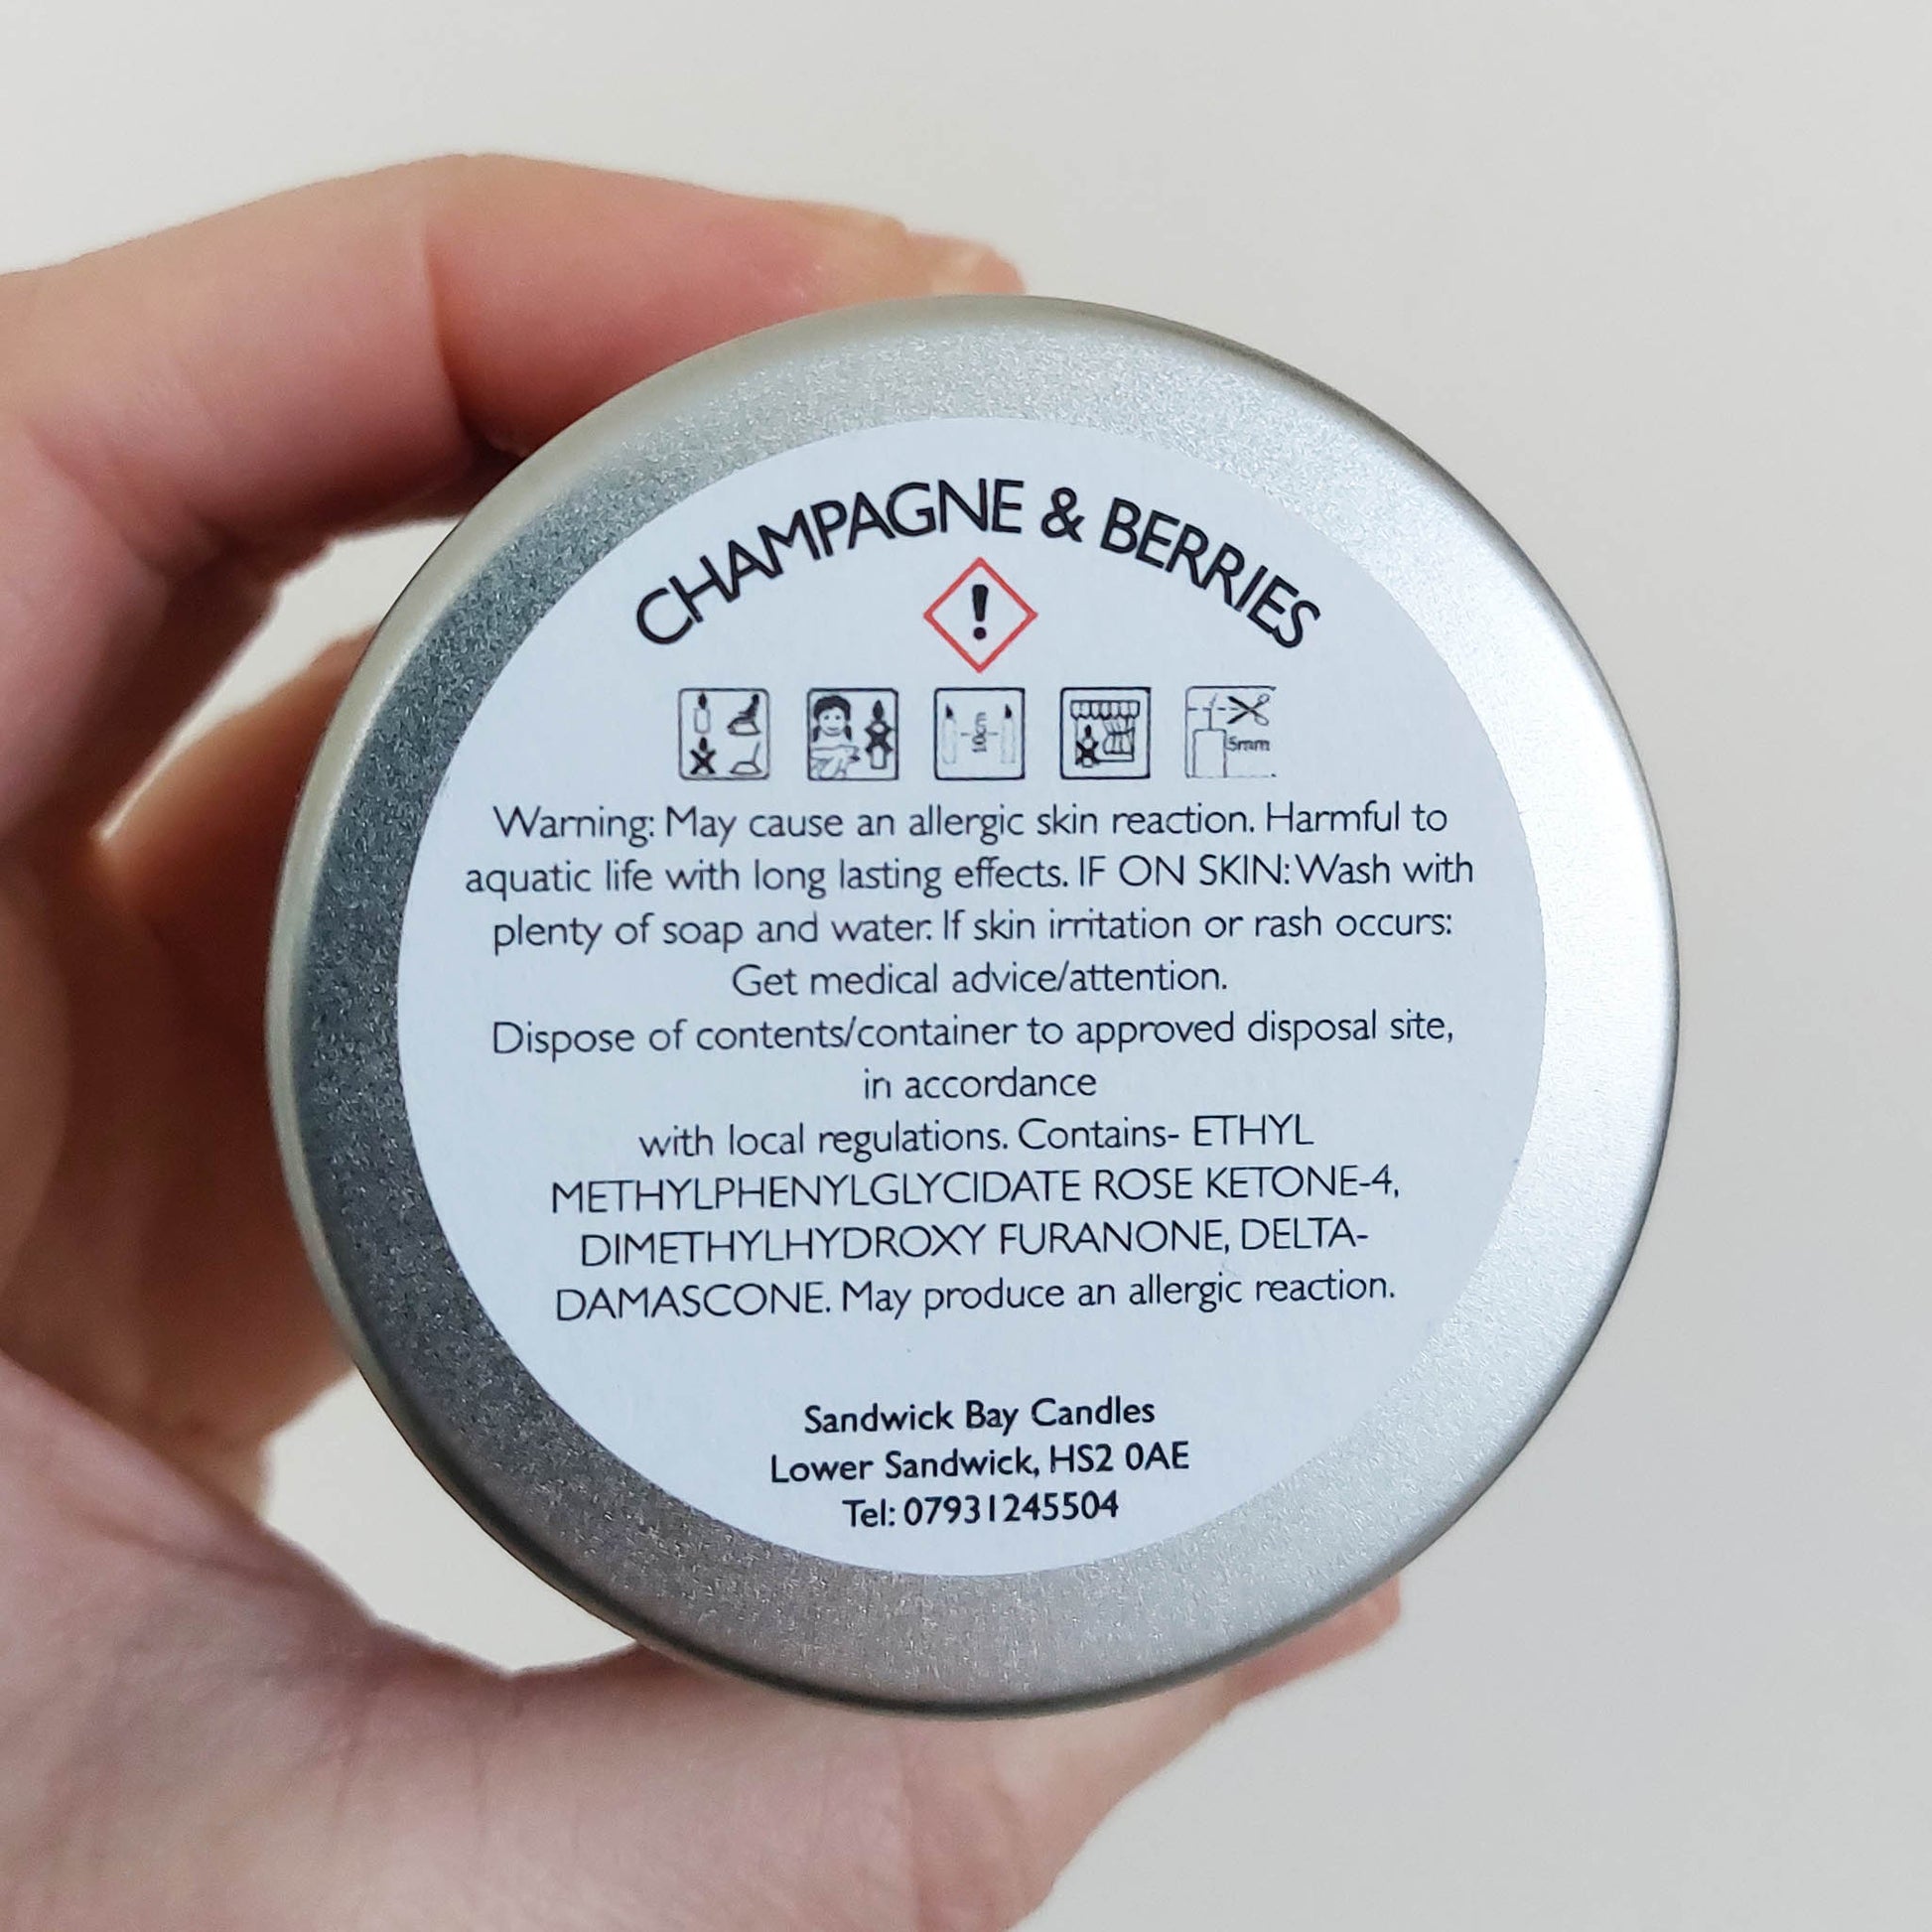 CHAMPAGNE & BERRIES
!
10cm
5mm
Warning: May cause an allergic skin reaction. Harmful to
aquatic life with long lasting effects. IF ON SKIN: Wash with
plenty of soap and water. If skin irritation or rash occurs:
Get medical advice/attention.
Dispose of contents/container to approved disposal site,
in accordance
with local regulations. Contains- ETHYL
METHYLPHENYLGLYCIDATE ROSE KETONE-4,
DIMETHYLHYDROXY FURANONE, DELTA-
DAMASCONE. May produce an allergic reaction.
Sandwick Bay Candles
Lower Sandwick, HS2 0AE
Tel: 07931245504